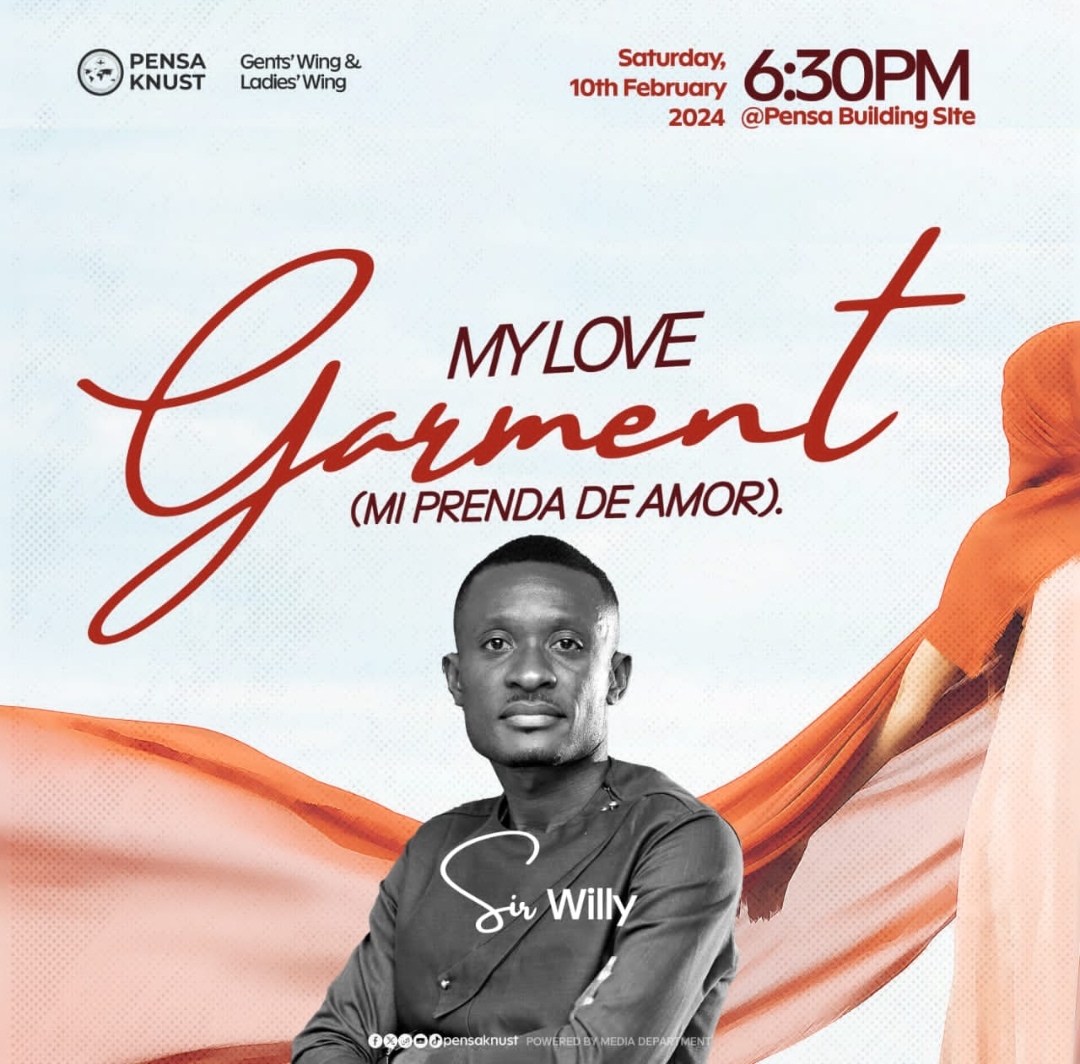 PENSA
KNUST
Gents' Wing &
Ladies' Wing
Saturday,
10th February
2024
6:30PM
@Pensa Building SIte
MY LOVE
Garment
(MI PRENDA DE AMOR).
Sir Willy
pensaknust POWERED BY MEDIA DEPARTMENT